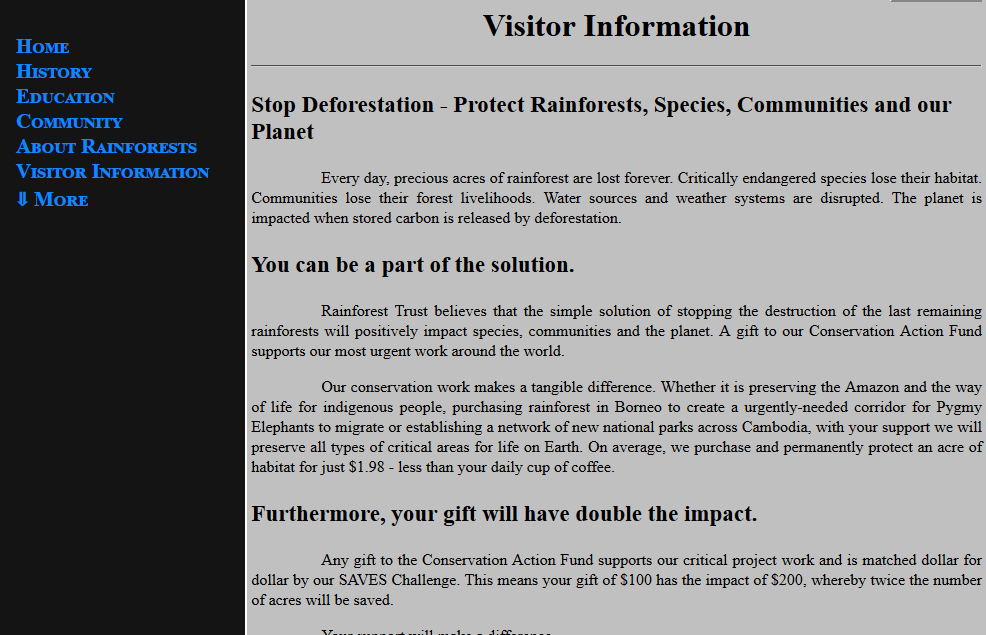 Home
History
Education
Community
About Rainforests
Visitor Information
⇓ More
Visitor Information
Stop Deforestation - Protect Rainforests, Species, Communities and our
Planet
Every day, precious acres of rainforest are lost forever. Critically endangered species lose their habitat.
Communities lose their forest livelihoods. Water sources and weather systems are disrupted. The planet is
impacted when stored carbon is released by deforestation.
You can be a part of the solution.
Rainforest Trust believes that the simple solution of stopping the destruction of the last remaining
rainforests will positively impact species, communities and the planet. A gift to our Conservation Action Fund
supports our most urgent work around the world.
Our conservation work makes a tangible difference. Whether it is preserving the Amazon and the way
of life for indigenous people, purchasing rainforest in Borneo to create a urgently-needed corridor for Pygmy
Elephants to migrate or establishing a network of new national parks across Cambodia, with your support we will
preserve all types of critical areas for life on Earth. On average, we purchase and permanently protect an acre of
habitat for just $1.98 - less than your daily cup of coffee.
Furthermore, your gift will have double the impact.
Any gift to the Conservation Action Fund supports our critical project work and is matched dollar for
dollar by our SAVES Challenge. This means your gift of $100 has the impact of $200, whereby twice the number
of acres will be saved.
Your support will make a difference